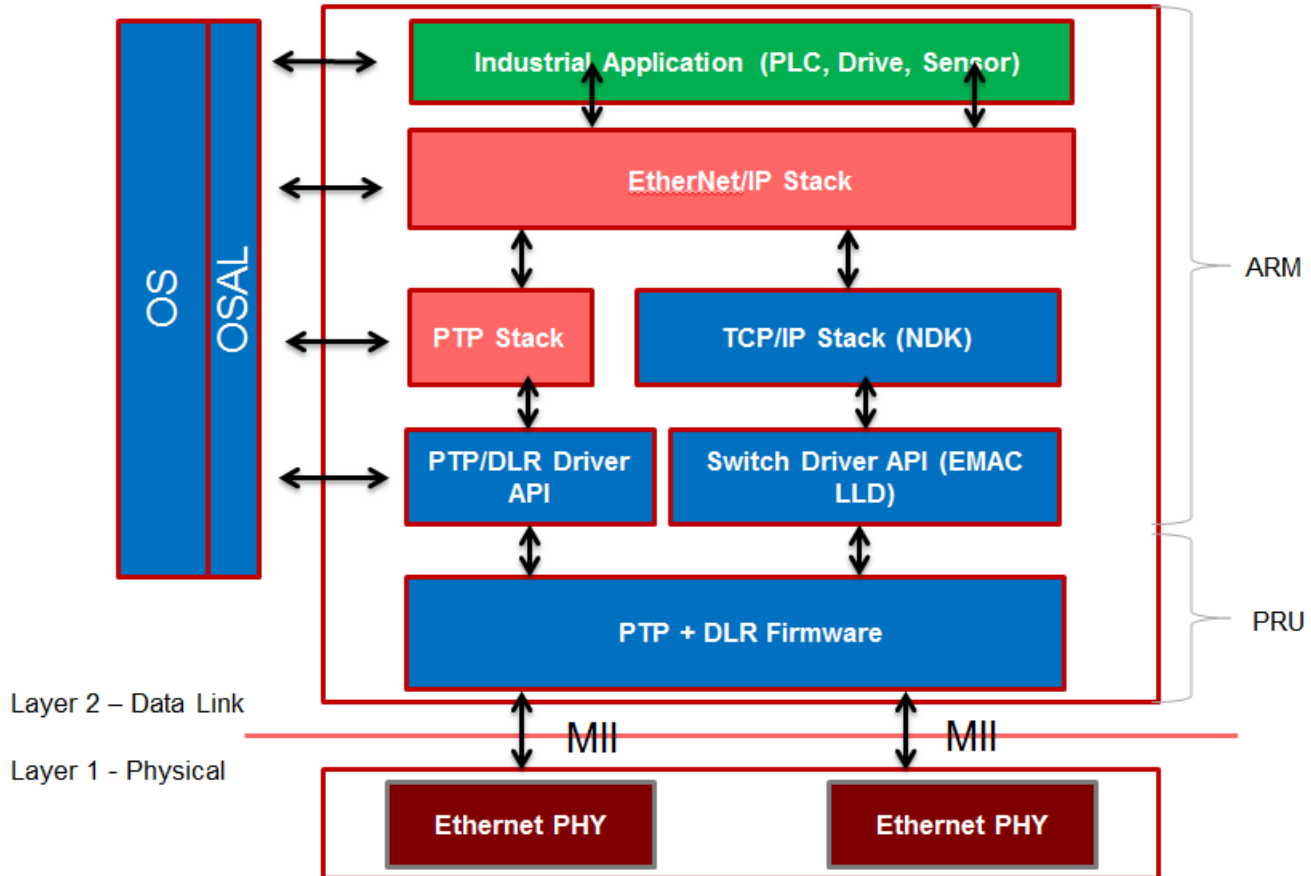 Industrial Application (PLC, Drive, Sensor)
EtherNet/IP Stack
OS
OSAL
ARM
PTP Stack
TCP/IP Stack (NDK)
PTP/DLR Driver
API
Switch Driver API (EMAC
LLD)
PTP + DLR Firmware
PRU
Layer 2 – Data Link
MII
MII
Layer 1 - Physical
Ethernet PHY
Ethernet PHY